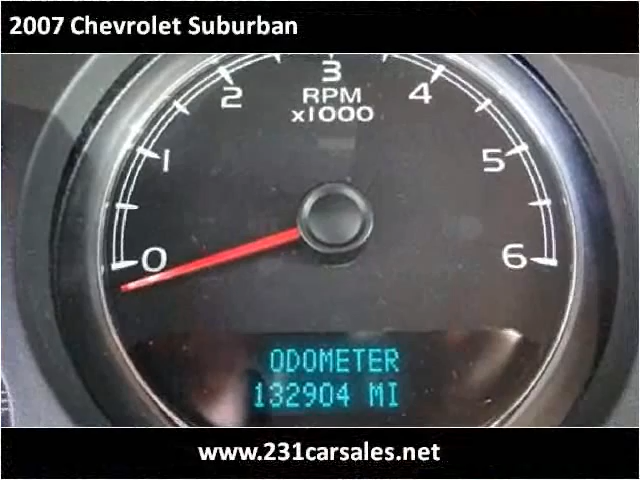 2007 Chevrolet Suburban
3
2
4
RPM
x1000
1
5
0
6
ODOMETER
132904 MI
www.231carsales.net